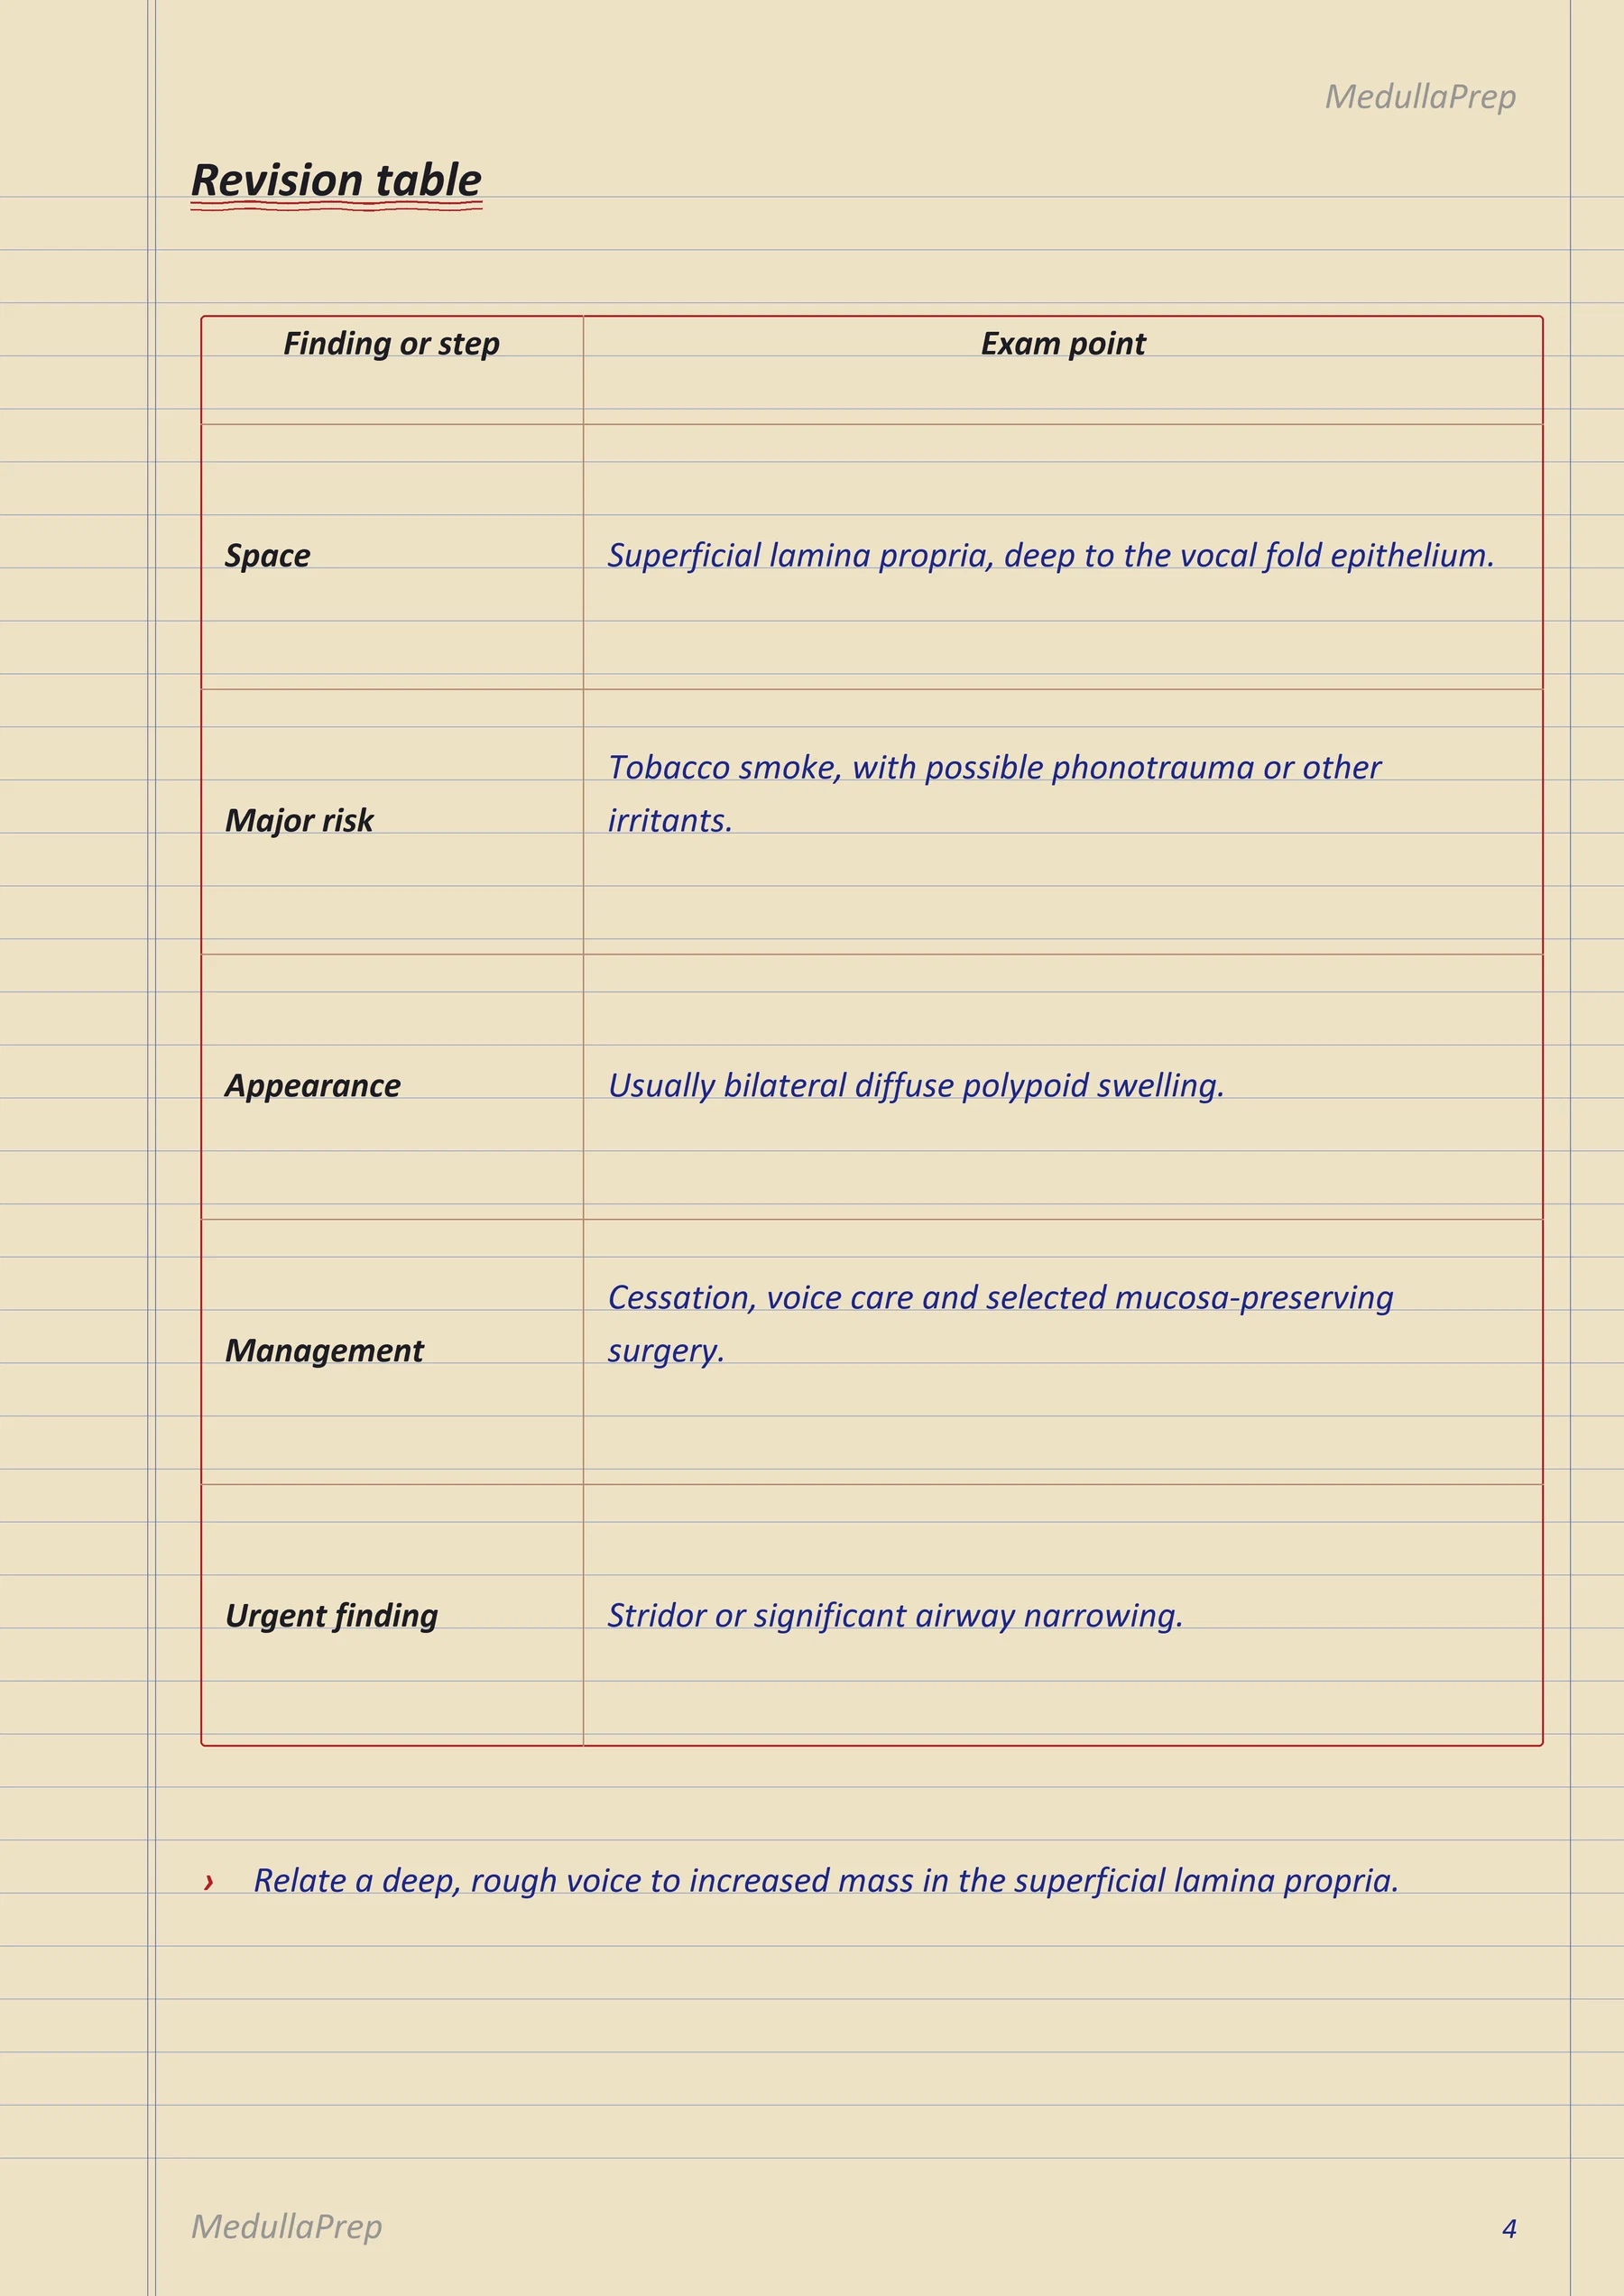 MedullaPrep
Revision table
Finding or step Exam point
Space Superficial lamina propria, deep to the vocal fold epithelium.
Tobacco smoke, with possible phonotrauma or other
Major risk irritants.
Appearance Usually bilateral diffuse polypoid swelling.
Cessation, voice care and selected mucosa-preserving
Management surgery.
Urgent finding Stridor or significant airway narrowing.
› Relate a deep, rough voice to increased mass in the superficial lamina propria.
MedullaPrep 4